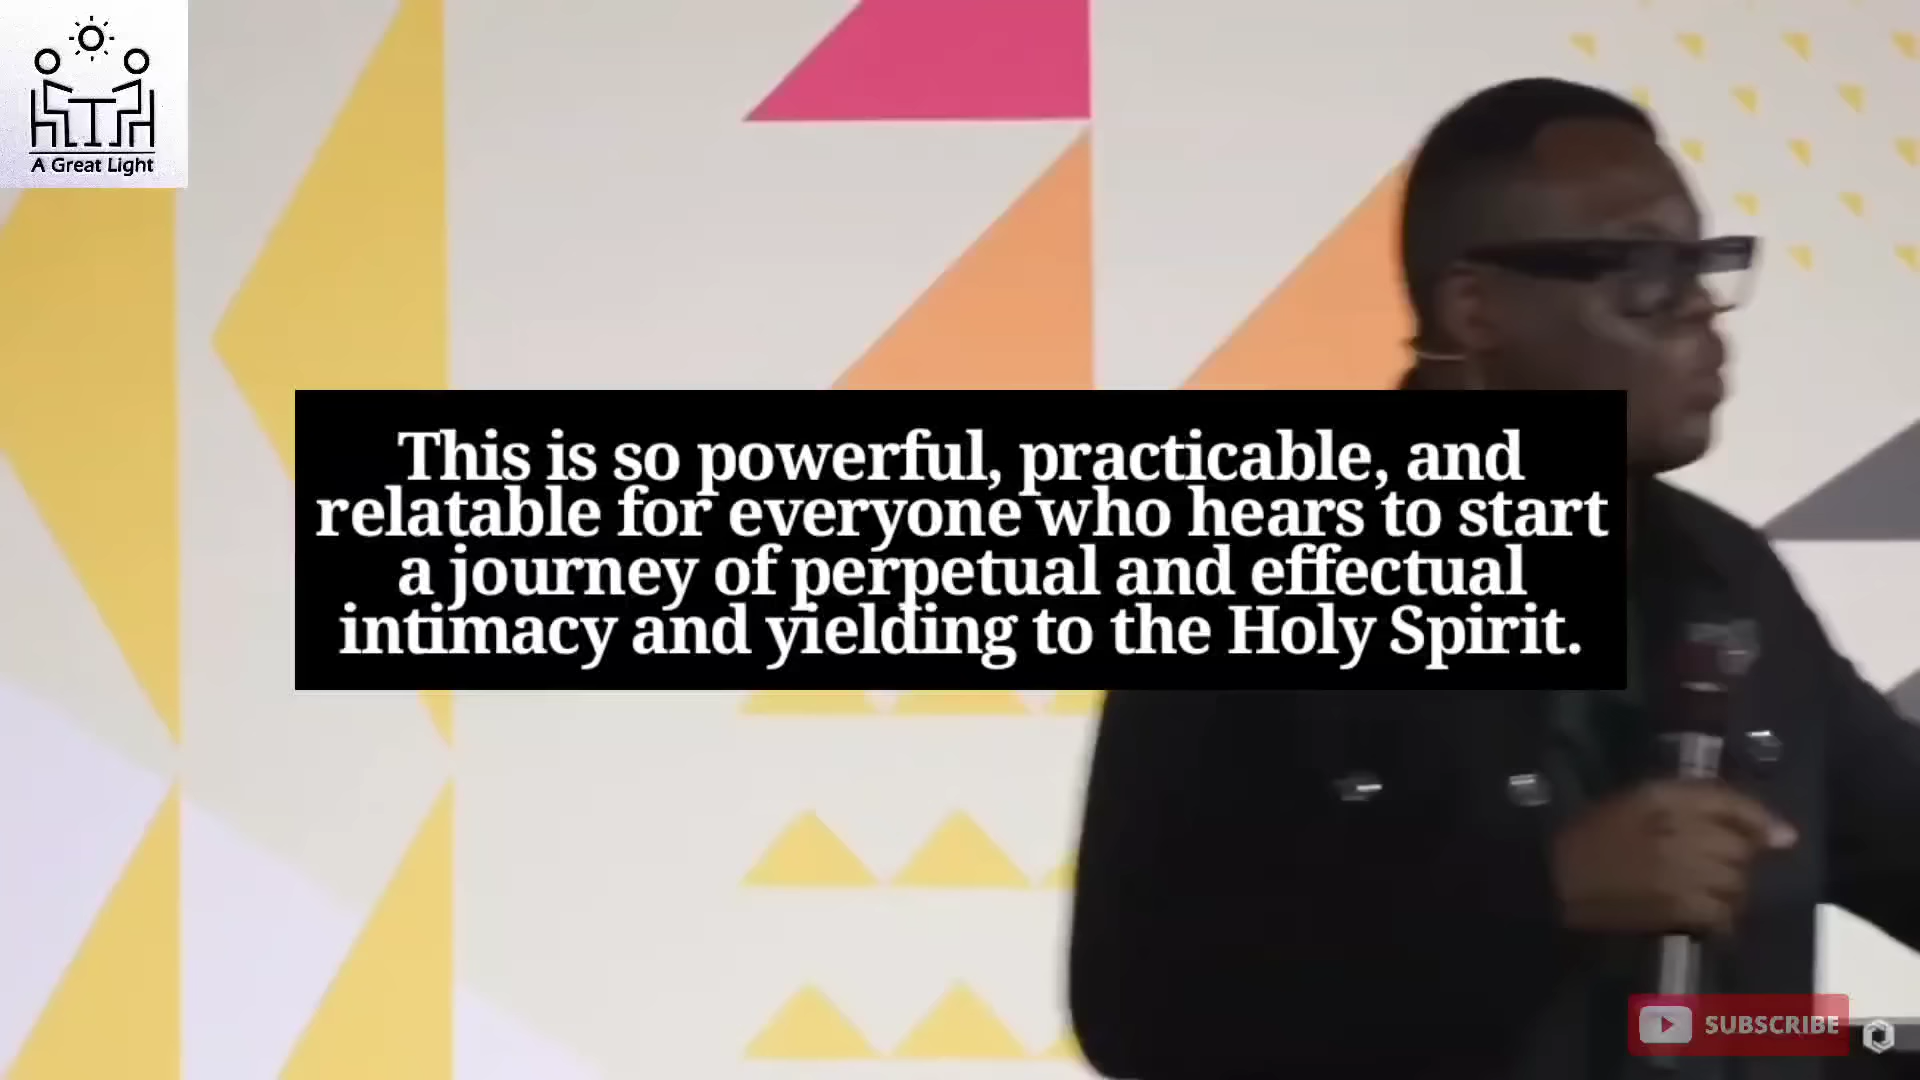 A Great Light
This is so powerful, practicable, and
relatable for everyone who hears to start
a journey of perpetual and effectual
intimacy and yielding to the Holy Spirit.
SUBSCRIBE